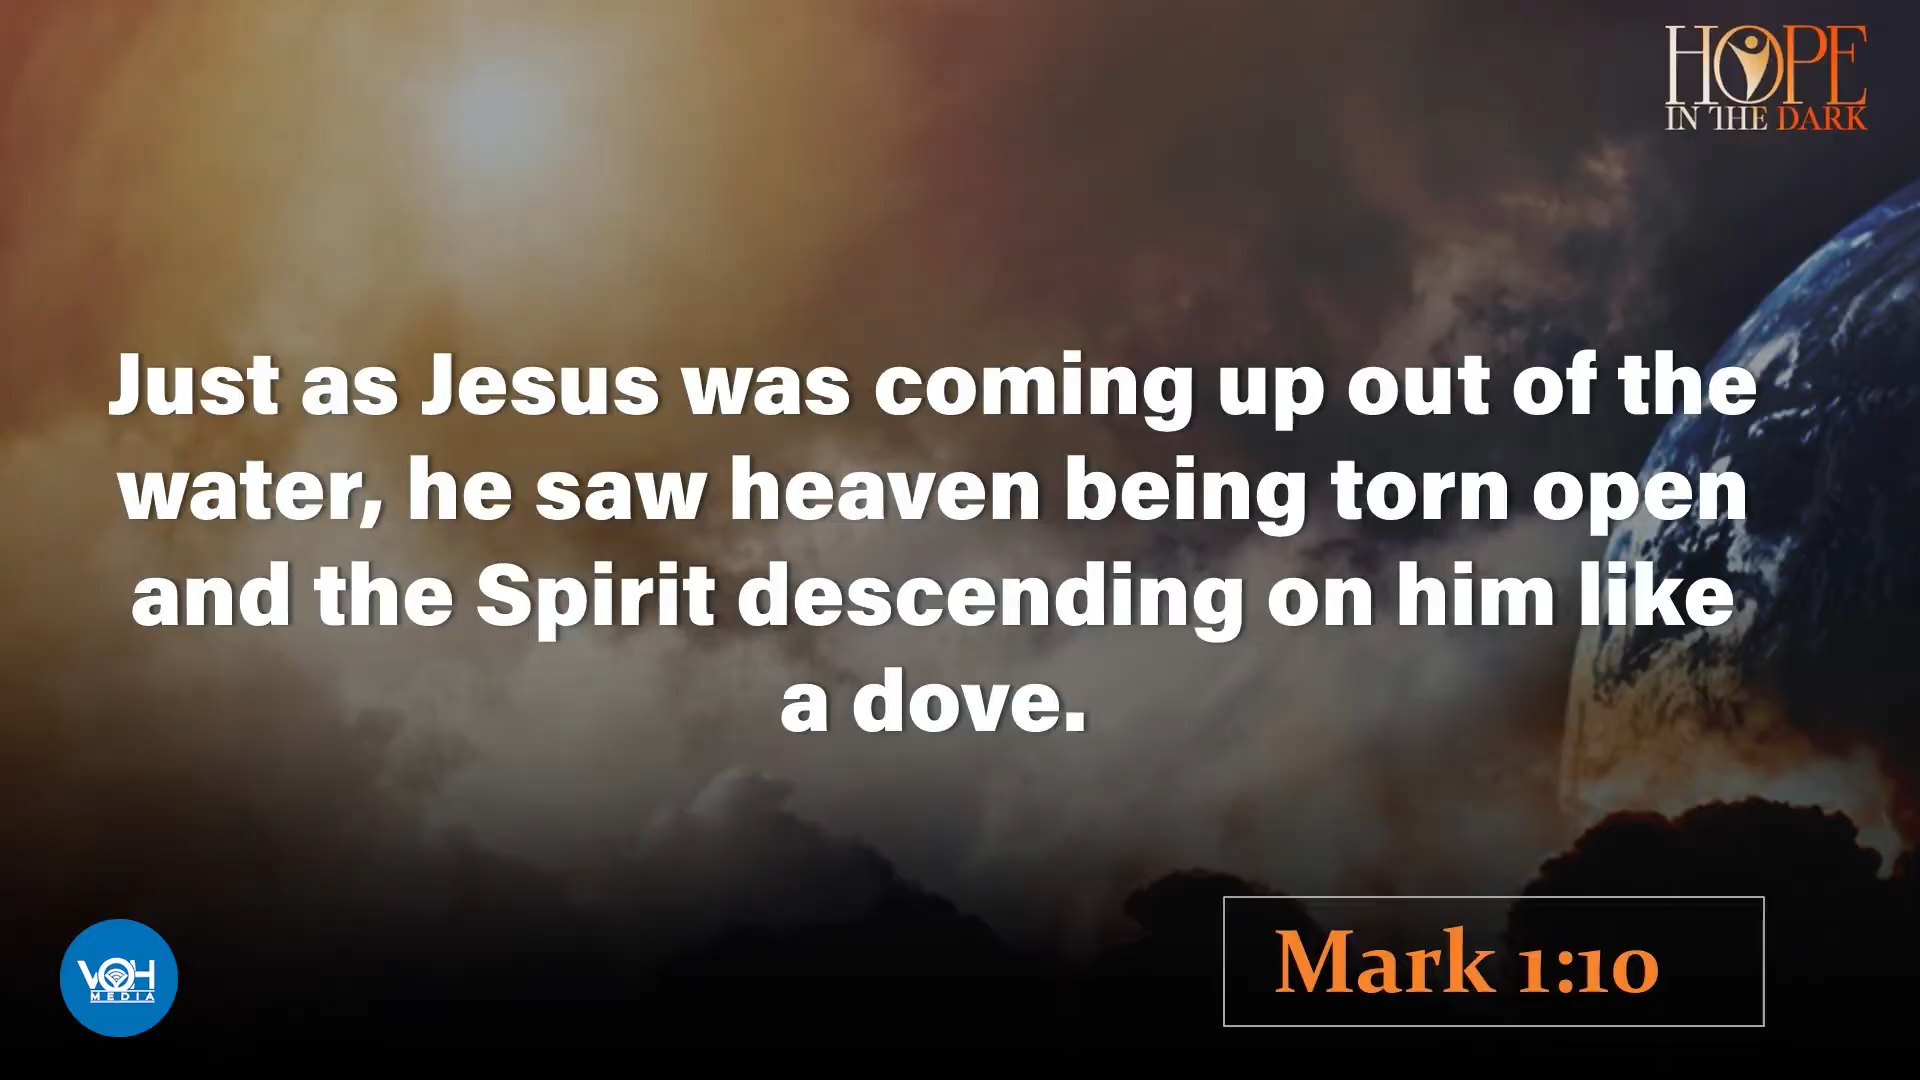 HOPE
IN THE DARK
Just as Jesus was coming up out of the
water, he saw heaven being torn open
and the Spirit descending on him like
a dove.
Mark 1:10
VOH
MEDIA